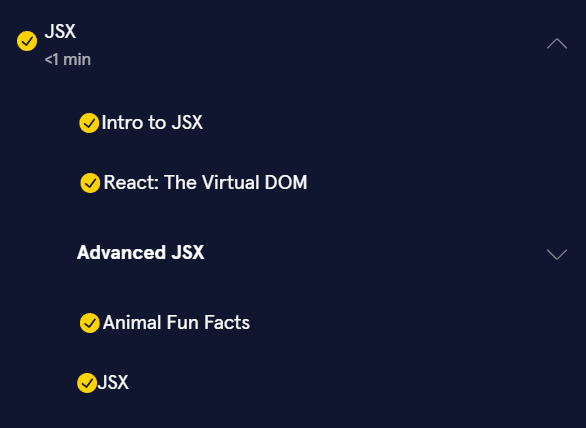 JSX
<1 min
Intro to JSX
React: The Virtual DOM
Advanced JSX
Animal Fun Facts
JSX